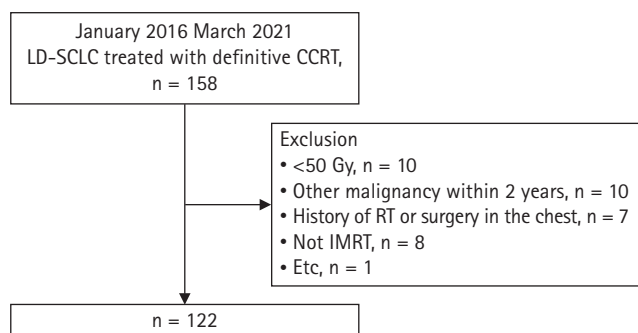 January 2016 March 2021
LD-SCLC treated with definitive CCRT,
n = 158
Exclusion
• <50 Gy, n = 10
• Other malignancy within 2 years, n = 10
• History of RT or surgery in the chest, n = 7
• Not IMRT, n = 8
• Etc, n = 1
n = 122